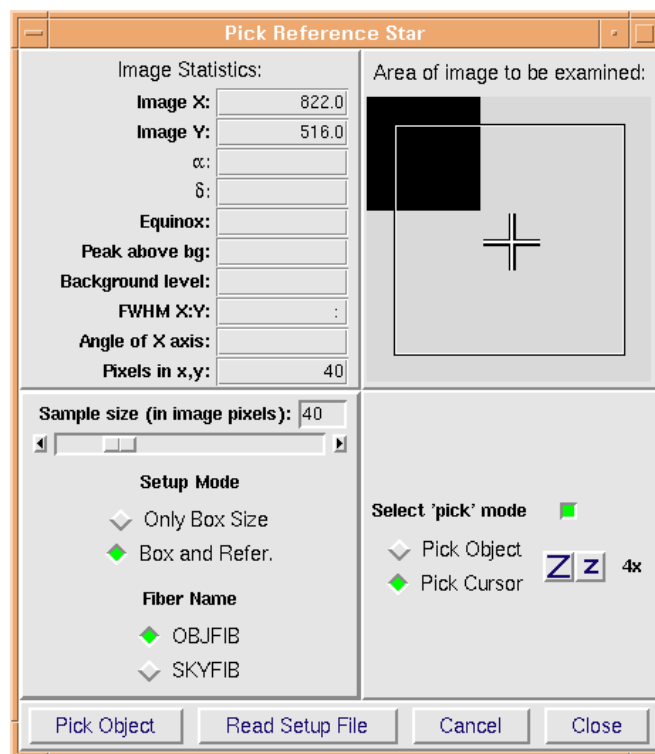 Pick Reference Star
Image Statistics:
Image X: 822.0
Image Y: 516.0
α:
δ:
Equinox:
Peak above bg:
Background level:
FWHM X:Y: :
Angle of X axis:
Pixels in x,y: 40
Area of image to be examined:
Sample size (in image pixels): 40
Setup Mode
Only Box Size
Box and Refer.
Fiber Name
OBJFIB
SKYFIB
Select 'pick' mode
Pick Object
Pick Cursor
Z z 4x
Pick Object Read Setup File Cancel Close